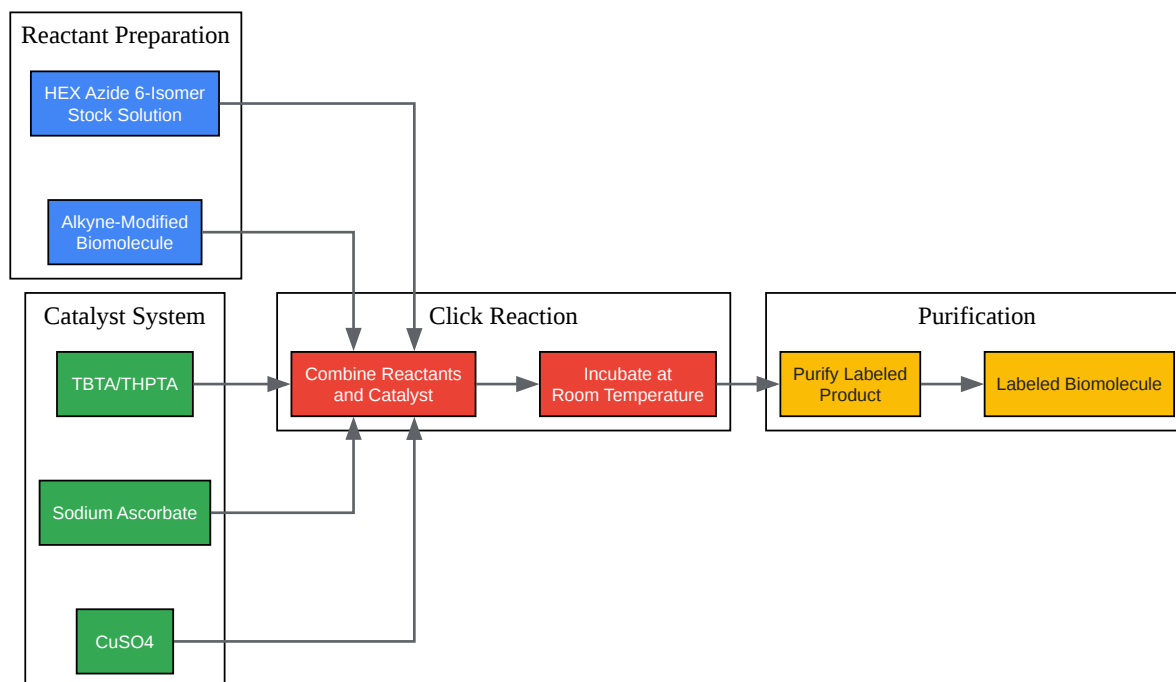 Reactant Preparation
HEX Azide 6-Isomer
Stock Solution
Alkyne-Modified
Biomolecule
Catalyst System
TBTA/THPTA
Sodium Ascorbate
CuSO4
Click Reaction
Combine Reactants
and Catalyst
Incubate at
Room Temperature
Purification
Purify Labeled
Product
Labeled Biomolecule